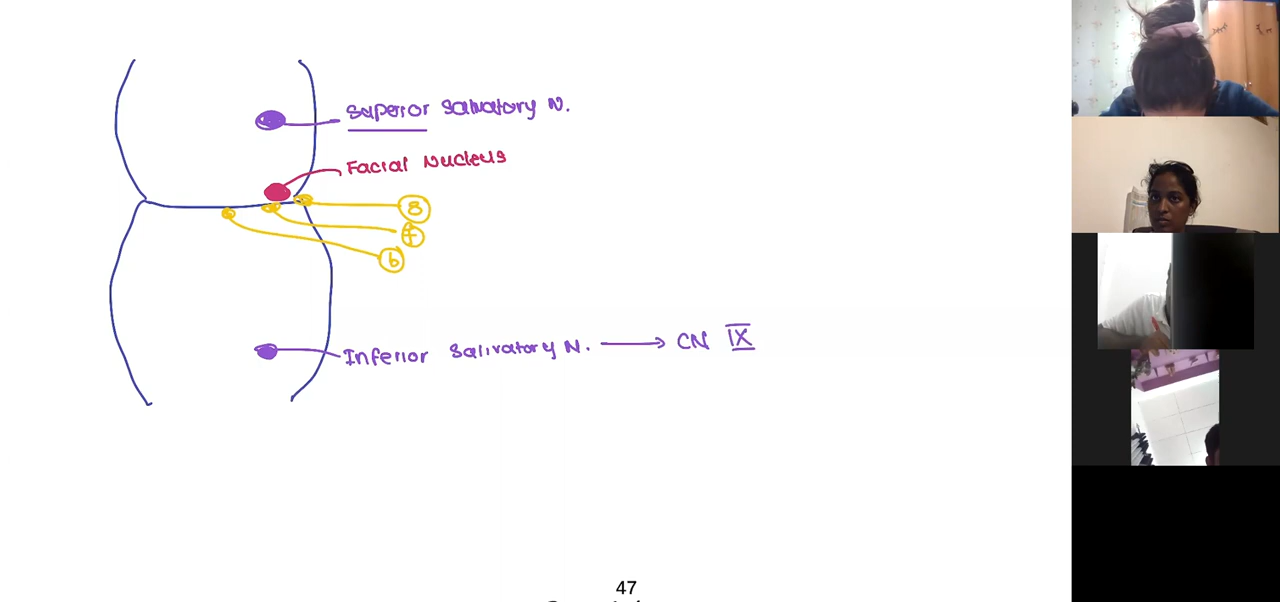 Superior Salivatory N.
Facial Nucleus
8
7
6
Inferior Salivatory N. → CN IX
47